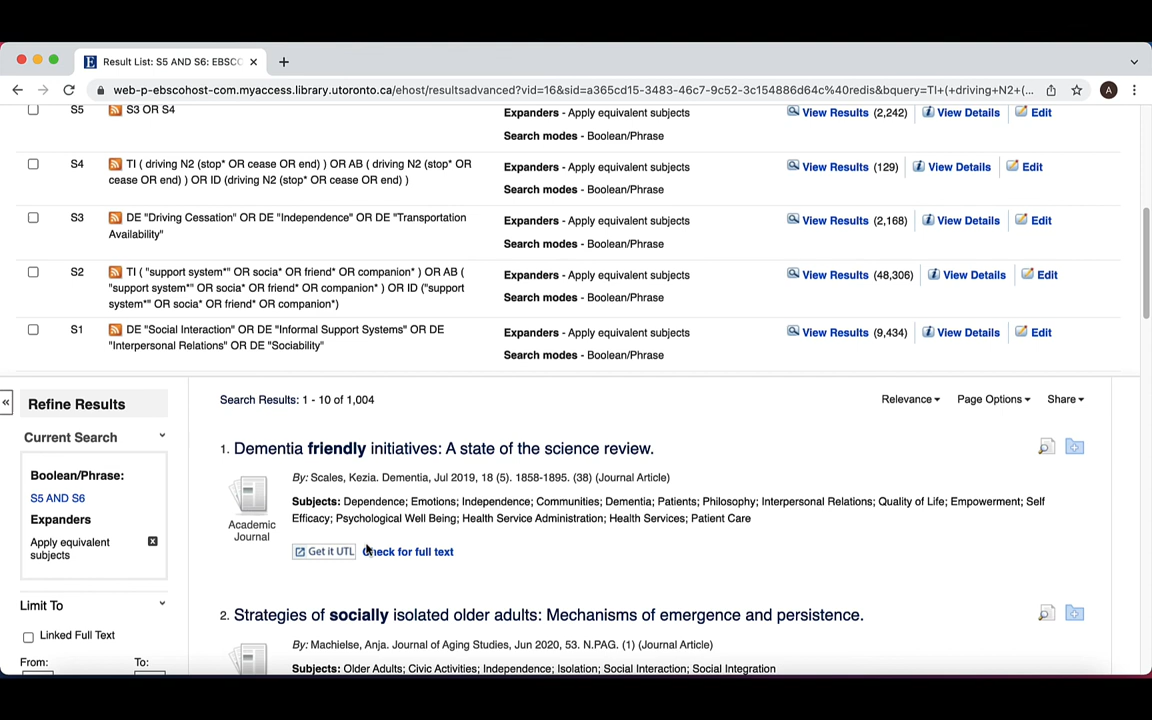 Result List: S5 AND S6: EBSCO
web-p-ebscohost-com.myaccess.library.utoronto.ca/ehost/resultsadvanced?vid=16&sid=a365cd15-3483-46c7-9c52-3c154886d64c%40redis&bquery=TI+(+driving+N2+(...
A
S5 S3 OR S4 Expanders - Apply equivalent subjects View Results (2,242) View Details Edit
Search modes - Boolean/Phrase
S4 TI ( driving N2 (stop* OR cease OR end) ) OR AB ( driving N2 (stop* OR Expanders - Apply equivalent subjects View Results (129) View Details Edit
cease OR end) ) OR ID (driving N2 (stop* OR cease OR end) ) Search modes - Boolean/Phrase
S3 DE "Driving Cessation" OR DE "Independence" OR DE "Transportation Expanders - Apply equivalent subjects View Results (2,168) View Details Edit
Availability" Search modes - Boolean/Phrase
S2 TI ( "support system*" OR socia* OR friend* OR companion* ) OR AB ( Expanders - Apply equivalent subjects View Results (48,306) View Details Edit
"support system*" OR socia* OR friend* OR companion* ) OR ID ("support Search modes - Boolean/Phrase
system*" OR socia* OR friend* OR companion*)
S1 DE "Social Interaction" OR DE "Informal Support Systems" OR DE Expanders - Apply equivalent subjects View Results (9,434) View Details Edit
"Interpersonal Relations" OR DE "Sociability" Search modes - Boolean/Phrase
«
Refine Results
Current Search
Boolean/Phrase:
S5 AND S6
Expanders
Apply equivalent
subjects
Limit To
Linked Full Text
From: To:
Search Results: 1 - 10 of 1,004 Relevance Page Options Share
1. Dementia friendly initiatives: A state of the science review.
By: Scales, Kezia. Dementia, Jul 2019, 18 (5). 1858-1895. (38) (Journal Article)
Subjects: Dependence; Emotions; Independence; Communities; Dementia; Patients; Philosophy; Interpersonal Relations; Quality of Life; Empowerment; Self
Efficacy; Psychological Well Being; Health Service Administration; Health Services; Patient Care
Academic
Journal
Get it UTL Check for full text
2. Strategies of socially isolated older adults: Mechanisms of emergence and persistence.
By: Machielse, Anja. Journal of Aging Studies, Jun 2020, 53. N.PAG. (1) (Journal Article)
Subjects: Older Adults; Civic Activities; Independence; Isolation; Social Interaction; Social Integration